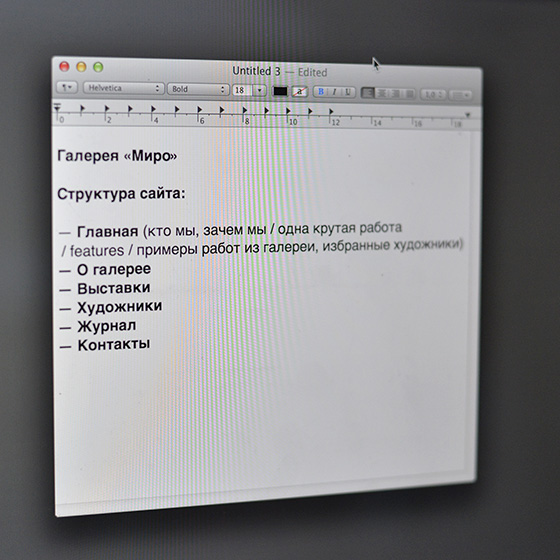 Untitled 3 — Edited
Helvetica Bold 18 a B I U 1.0
0 2 4 6 8 10 12 14 16 18
Галерея «Миро»
Структура сайта:
— Главная (кто мы, зачем мы / одна крутая работа
/ features / примеры работ из галереи, избранные художники)
— О галерее
— Выставки
— Художники
— Журнал
— Контакты